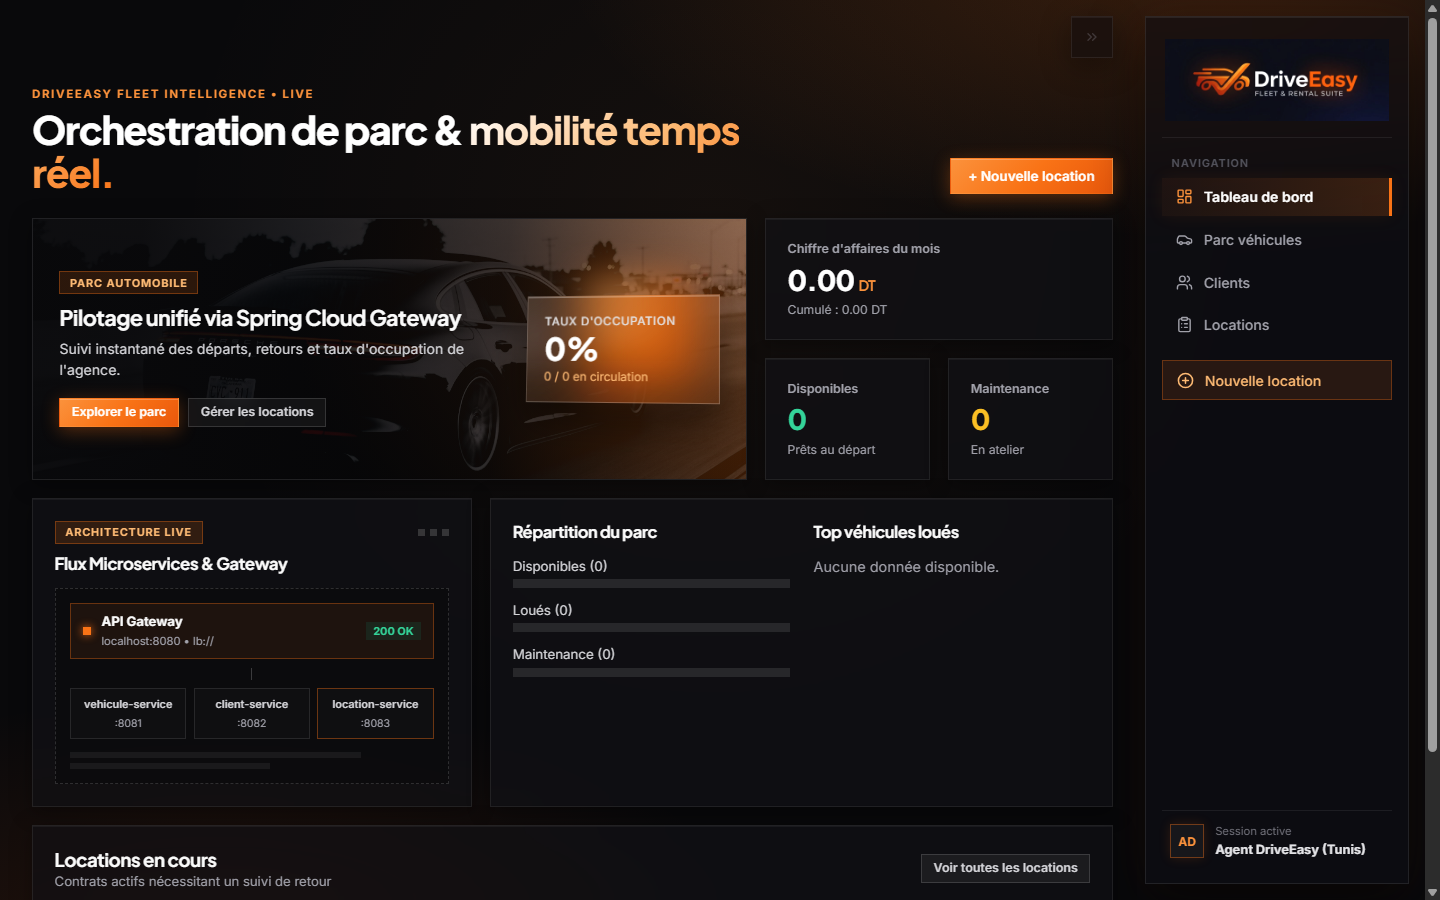 »
DRIVEEASY FLEET INTELLIGENCE • LIVE
Orchestration de parc & mobilité temps
réel.
+ Nouvelle location
PARC AUTOMOBILE
Pilotage unifié via Spring Cloud Gateway
Suivi instantané des départs, retours et taux d'occupation de
l'agence.
Explorer le parc
Gérer les locations
TAUX D'OCCUPATION
0%
0 / 0 en circulation
Chiffre d'affaires du mois
0.00 DT
Cumulé : 0.00 DT
Disponibles
0
Prêts au départ
Maintenance
0
En atelier
ARCHITECTURE LIVE
Flux Microservices & Gateway
API Gateway
localhost:8080 • lb://
200 OK
vehicule-service
:8081
client-service
:8082
location-service
:8083
Répartition du parc
Disponibles (0)
Loués (0)
Maintenance (0)
Top véhicules loués
Aucune donnée disponible.
Locations en cours
Contrats actifs nécessitant un suivi de retour
Voir toutes les locations
DriveEasy
FLEET & RENTAL SUITE
NAVIGATION
Tableau de bord
Parc véhicules
Clients
Locations
Nouvelle location
AD
Session active
Agent DriveEasy (Tunis)